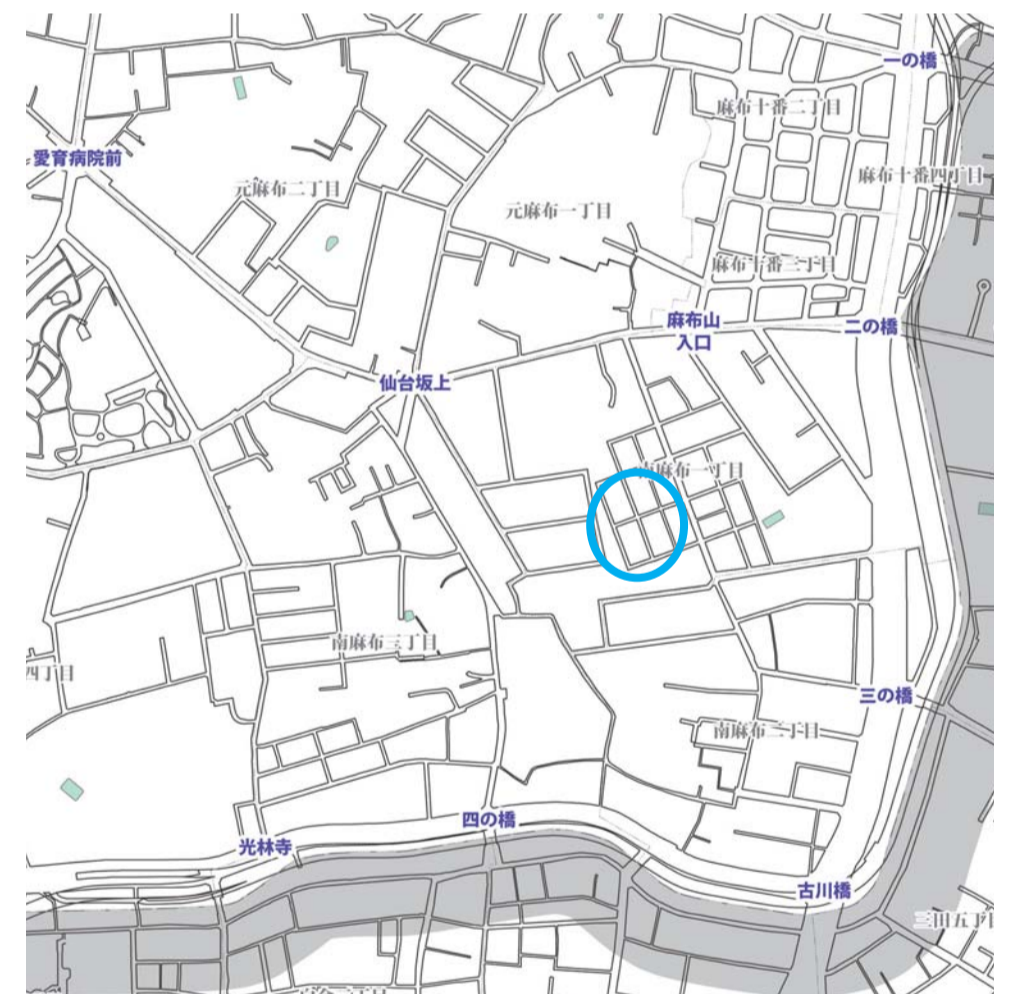 一の橋
麻布十番二丁目
愛育病院前
麻布十番四丁目
元麻布二丁目
元麻布一丁目
麻布十番三丁目
麻布山
入口
二の橋
仙台坂上
南麻布一丁目
南麻布三丁目
四丁目
三の橋
南麻布二丁目
四の橋
光林寺
古川橋
三田五丁目